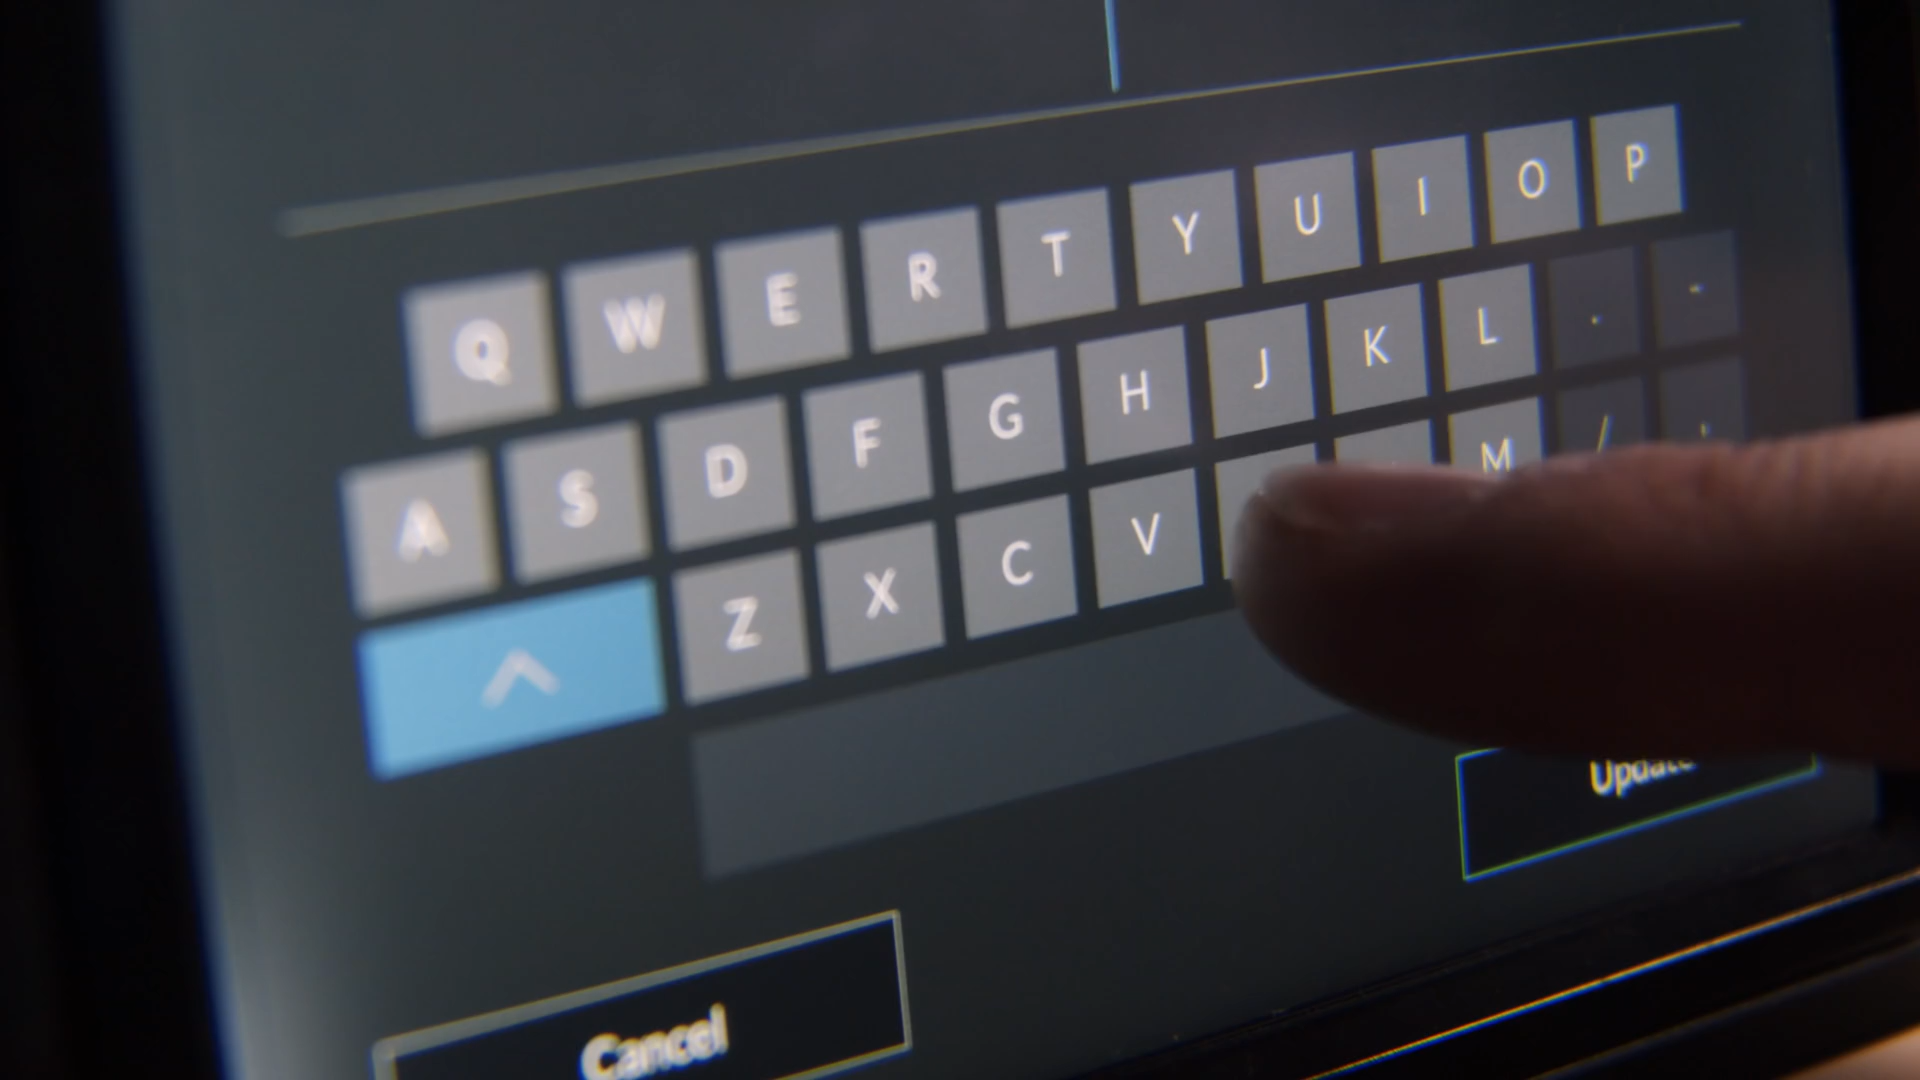 Q W E R T Y U I O P
A S D F G H J K L . -
Z X C V M /
Update
Cancel